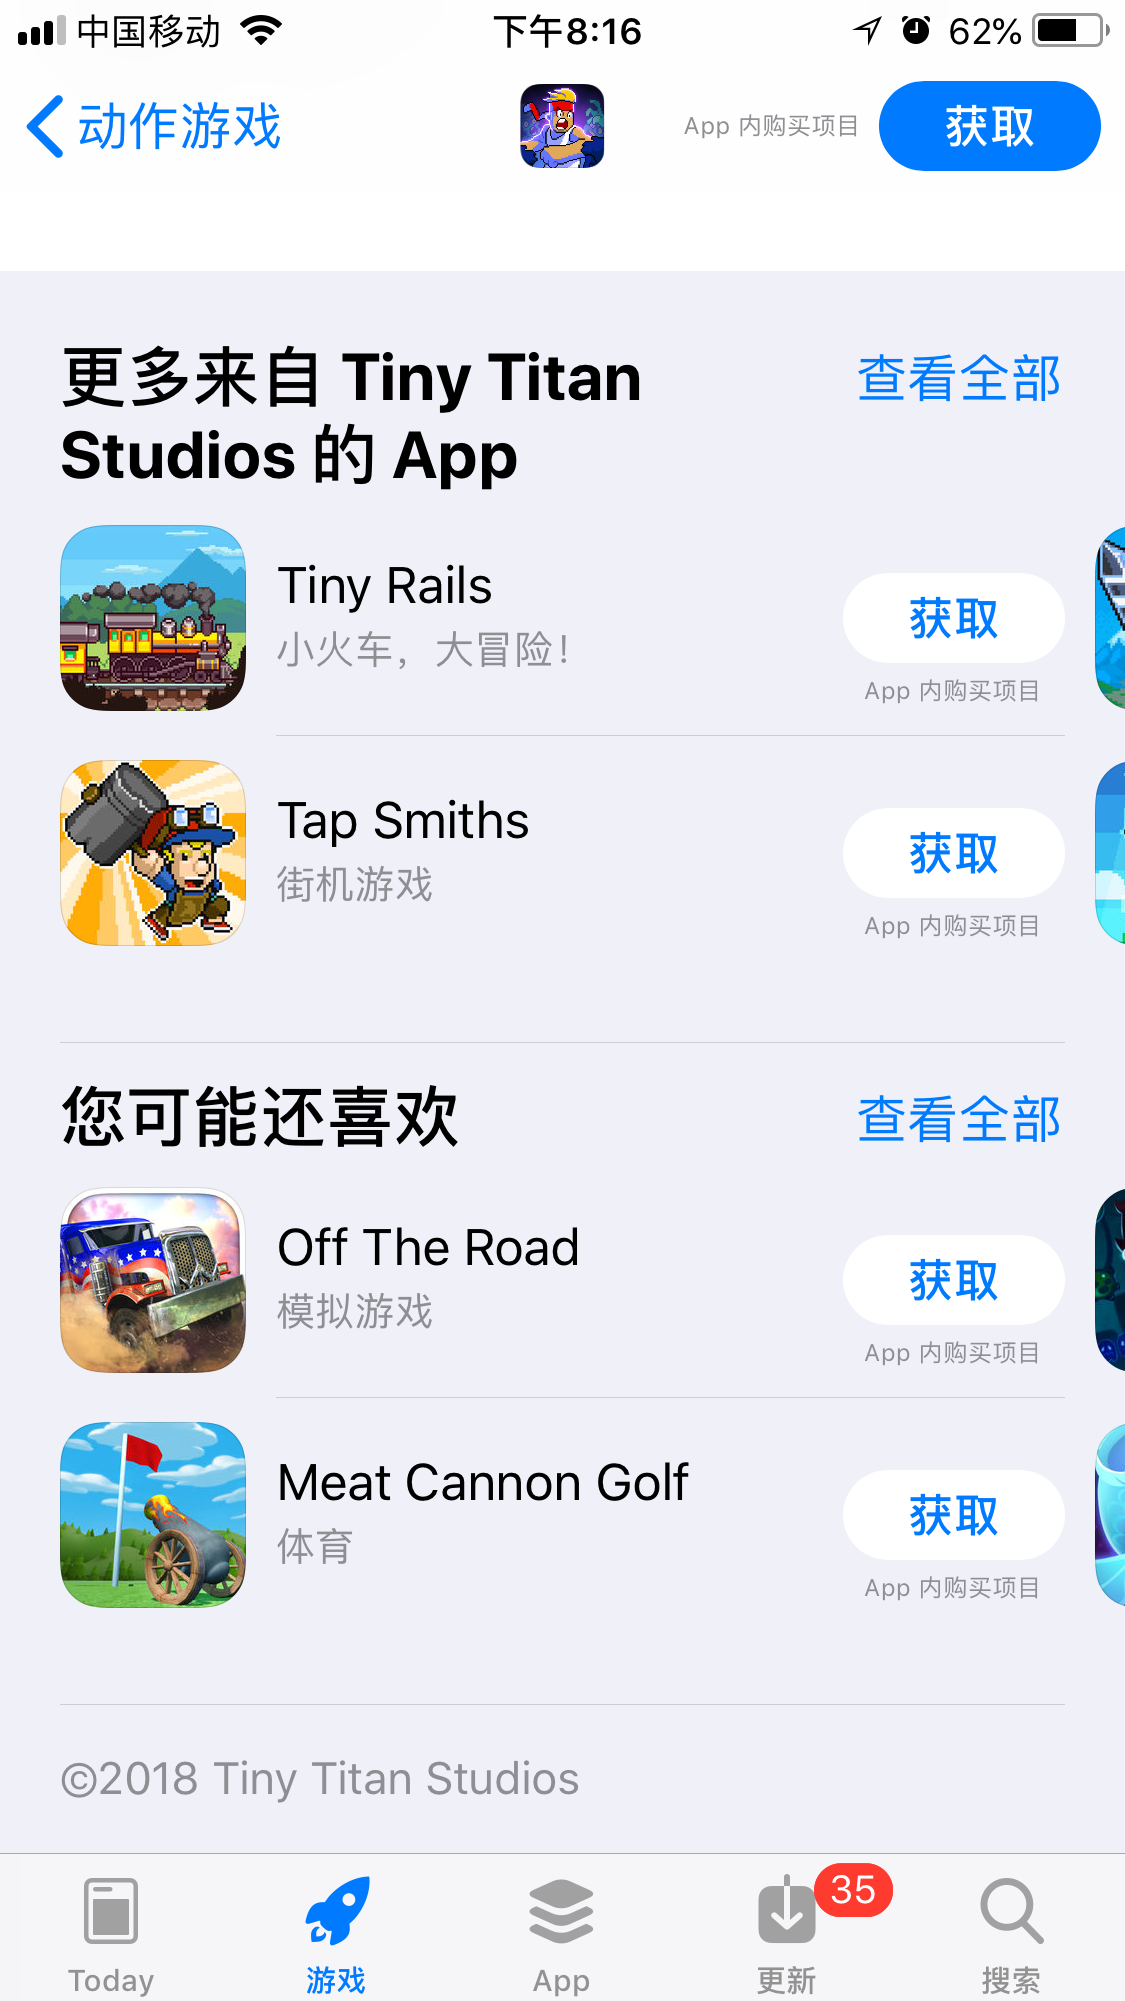 中国移动 下午8:16 62%
动作游戏 App 内购买项目 获取
更多来自 Tiny Titan
Studios 的 App
查看全部
Tiny Rails
小火车，大冒险！
获取
App 内购买项目
Tap Smiths
街机游戏
获取
App 内购买项目
您可能还喜欢
查看全部
Off The Road
模拟游戏
获取
App 内购买项目
Meat Cannon Golf
体育
获取
App 内购买项目
©2018 Tiny Titan Studios
35
Today 游戏 App 更新 搜索